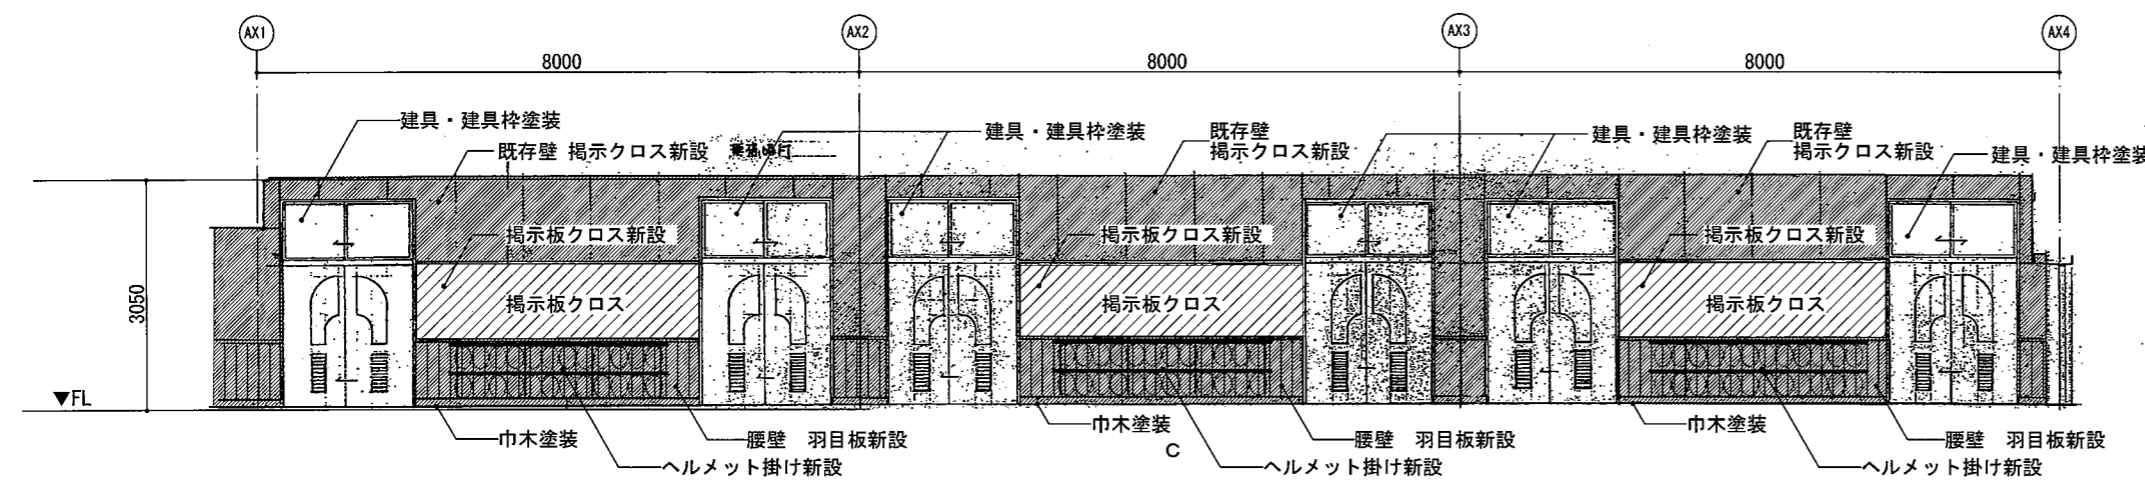 AX1
AX2
AX3
AX4
8000
8000
8000
建具・建具枠塗装
既存壁 掲示クロス新設
建具・建具枠塗装
既存壁
掲示クロス新設
建具・建具枠塗装
既存壁
掲示クロス新設
建具・建具枠塗装
掲示板クロス新設
掲示板クロス新設
掲示板クロス新設
3050
掲示板クロス
掲示板クロス
掲示板クロス
▼FL
巾木塗装
腰壁 羽目板新設
ヘルメット掛け新設
巾木塗装
C
腰壁 羽目板新設
ヘルメット掛け新設
巾木塗装
腰壁 羽目板新設
ヘルメット掛け新設